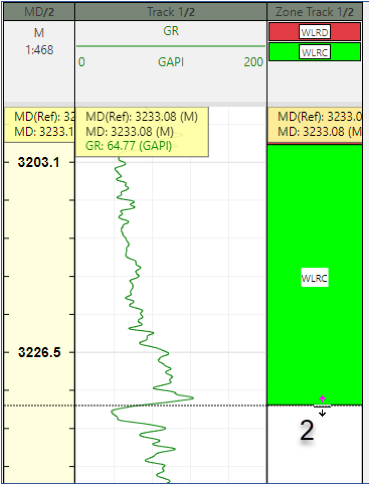 MD/2
Track 1/2
Zone Track 1/2
M
1:468
GR
0 GAPI 200
WLRD
WLRC
MD(Ref): 32
MD: 3233.1
MD(Ref): 3233.08 (M)
MD: 3233.08 (M)
GR: 64.77 (GAPI)
MD(Ref): 3233.0
MD: 3233.08 (M
3203.1
WLRC
3226.5
2